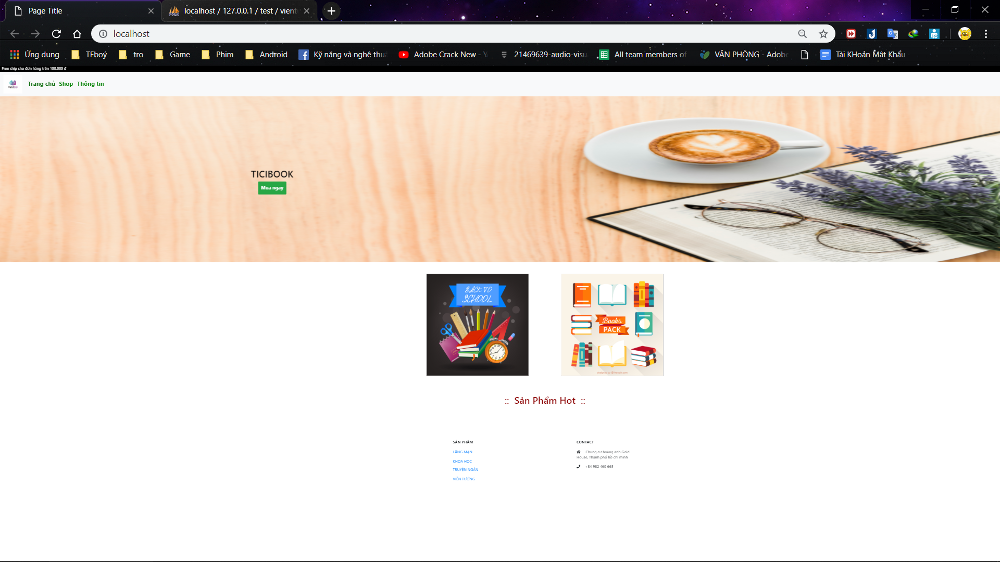 Page Title
localhost / 127.0.0.1 / test / vient
localhost
Ứng dụng
TFboý
trọ
Game
Phim
Android
Kỹ năng và nghệ thuậ
Adobe Crack New - Y
21469639-audio-visu
All team members of
VĂN PHÒNG - Adobe
Tài KHoản Mật Khẩu
Free ship cho đơn hàng trên 100.000 ₫
Trang chủ Shop Thông tin
TICIBOOK
Mua ngay
BACK TO
SCHOOL
Books
PACK
designed by freepik.com
:: Sản Phẩm Hot ::
SẢN PHẨM
LÃNG MẠN
KHOA HỌC
TRUYỆN NGẮN
VIỄN TƯỞNG
CONTACT
Chung cư hoàng anh Gold
House, Thành phố hồ chí minh
+84 982 460 665